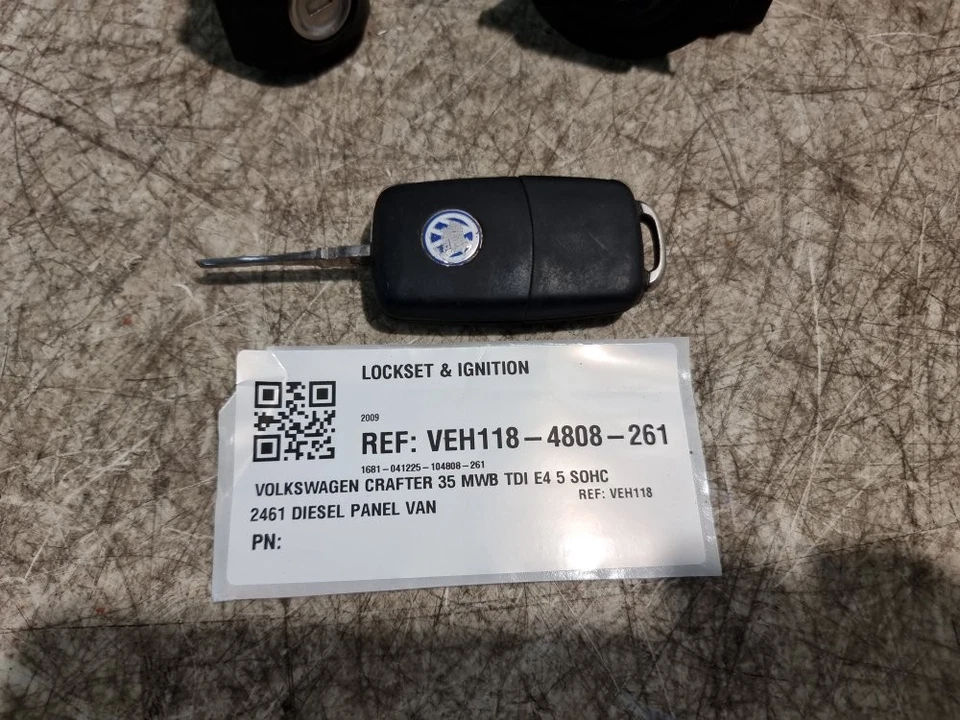 LOCKSET & IGNITION
2009
REF: VEH118-4808-261
1681-041225-104808-261
VOLKSWAGEN CRAFTER 35 MWB TDI E4 5 SOHC
REF: VEH118
2461 DIESEL PANEL VAN
PN: